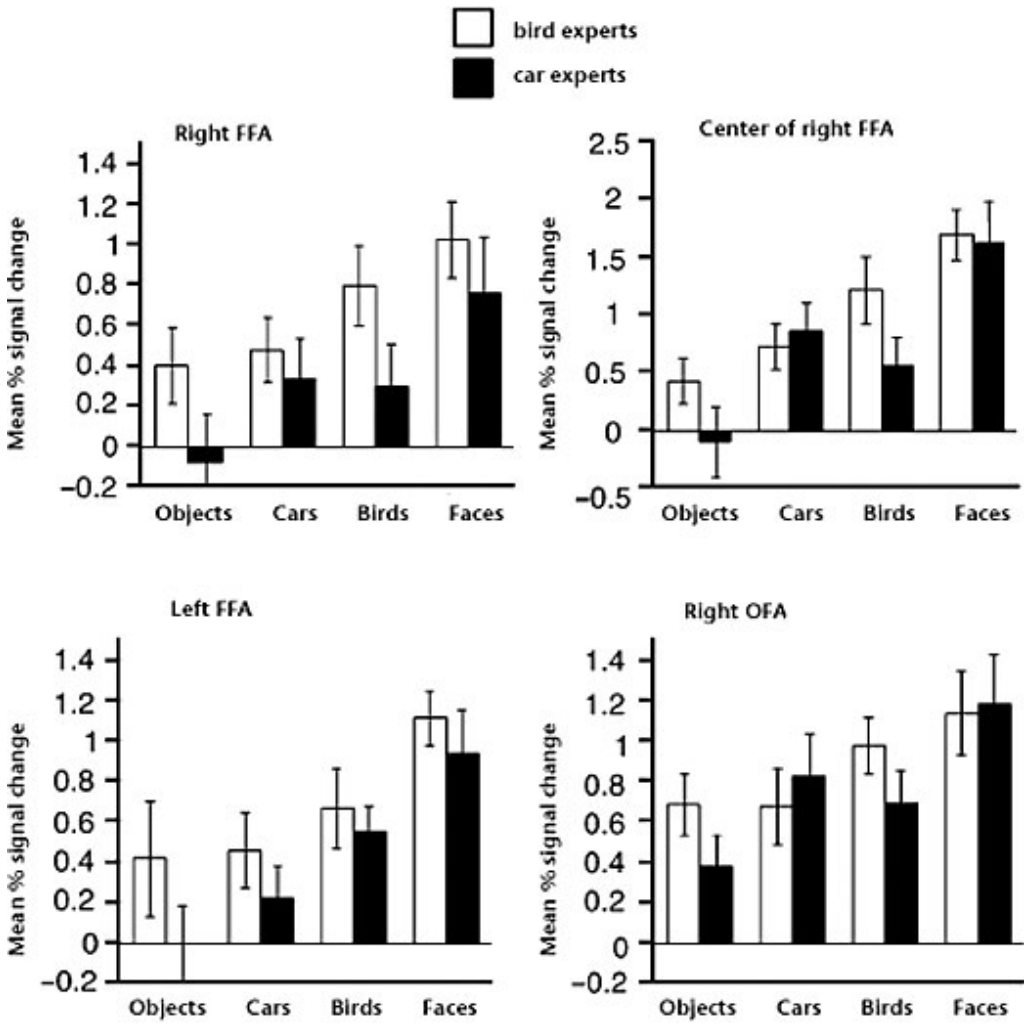 bird experts
car experts
Right FFA
Mean % signal change
1.4
1.2
1
0.8
0.6
0.4
0.2
0
−0.2
Objects Cars Birds Faces
Center of right FFA
Mean % signal change
2.5
2
1.5
1
0.5
0
−0.5
Objects Cars Birds Faces
Left FFA
Mean % signal change
1.4
1.2
1
0.8
0.6
0.4
0.2
0
−0.2
Objects Cars Birds Faces
Right OFA
Mean % signal change
1.4
1.2
1
0.8
0.6
0.4
0.2
0
−0.2
Objects Cars Birds Faces